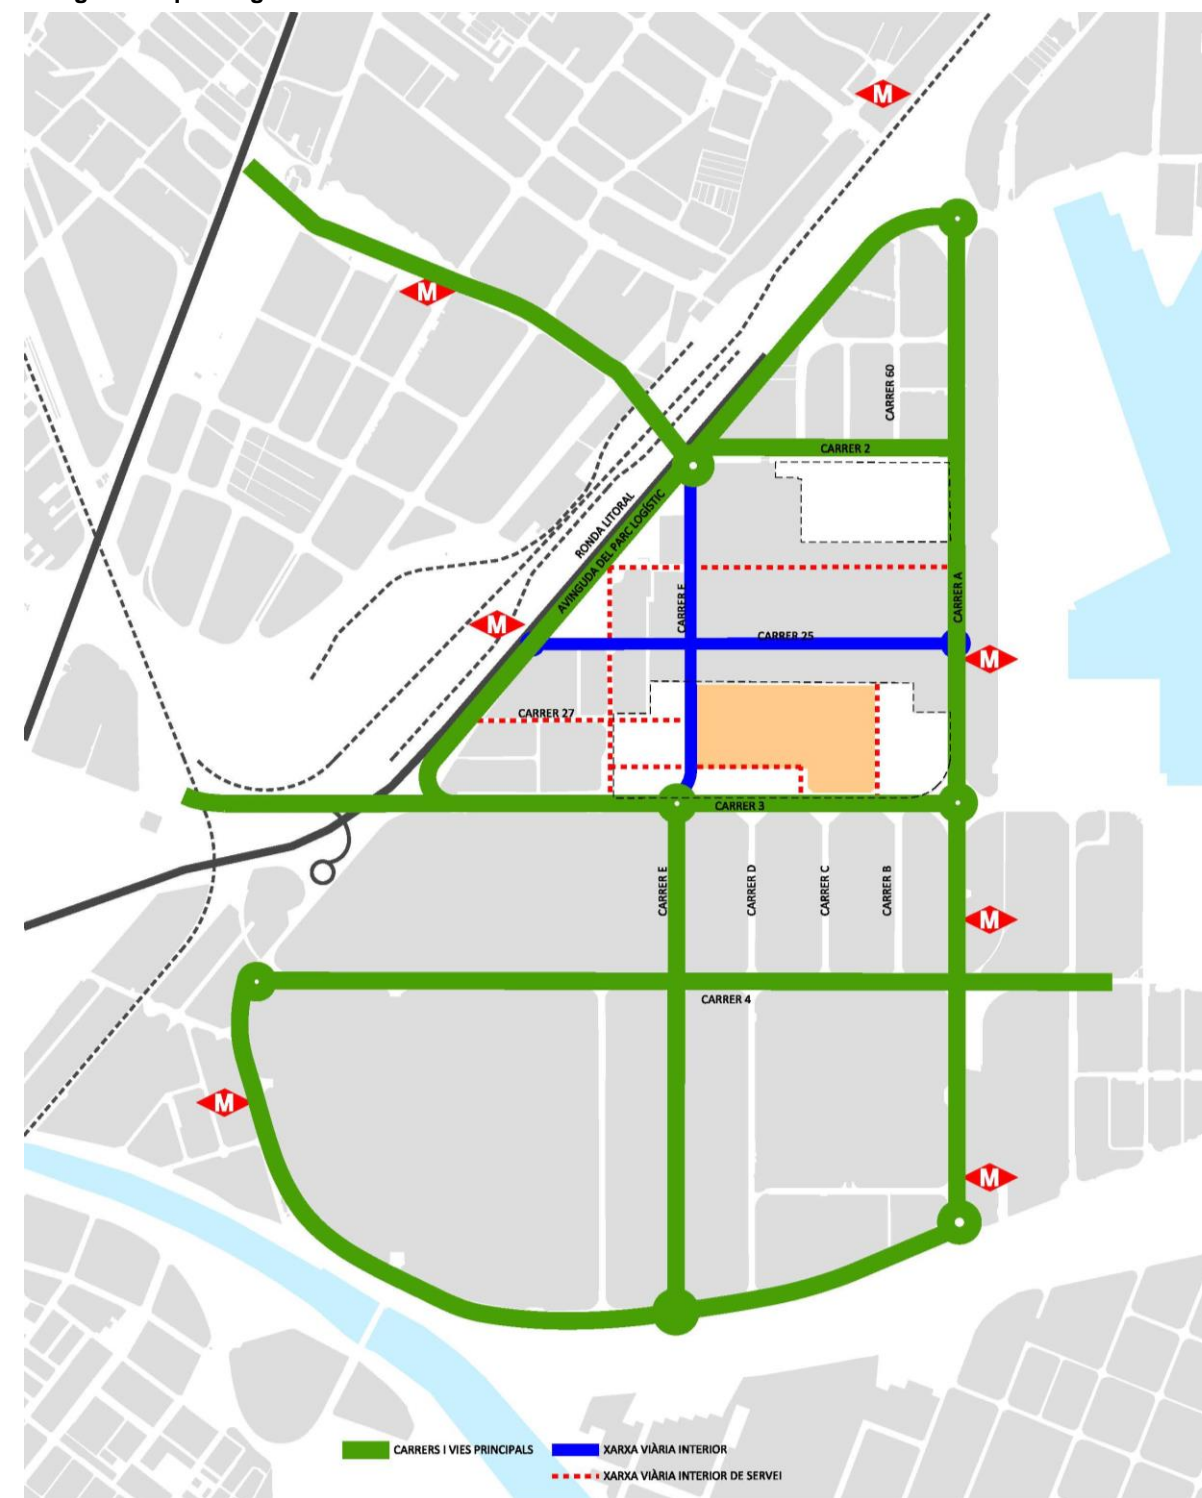 M
M
CARRER 60
CARRER 2
RONDA LITORAL
AVINGUDA DEL PARC LOGÍSTIC
CARRER A
M
CARRER 25
M
CARRER 27
CARRER 3
CARRER E
CARRER D
CARRER C
CARRER B
M
CARRER 4
M
M
CARRERS I VIES PRINCIPALS
XARXA VIÀRIA INTERIOR
XARXA VIÀRIA INTERIOR DE SERVEI